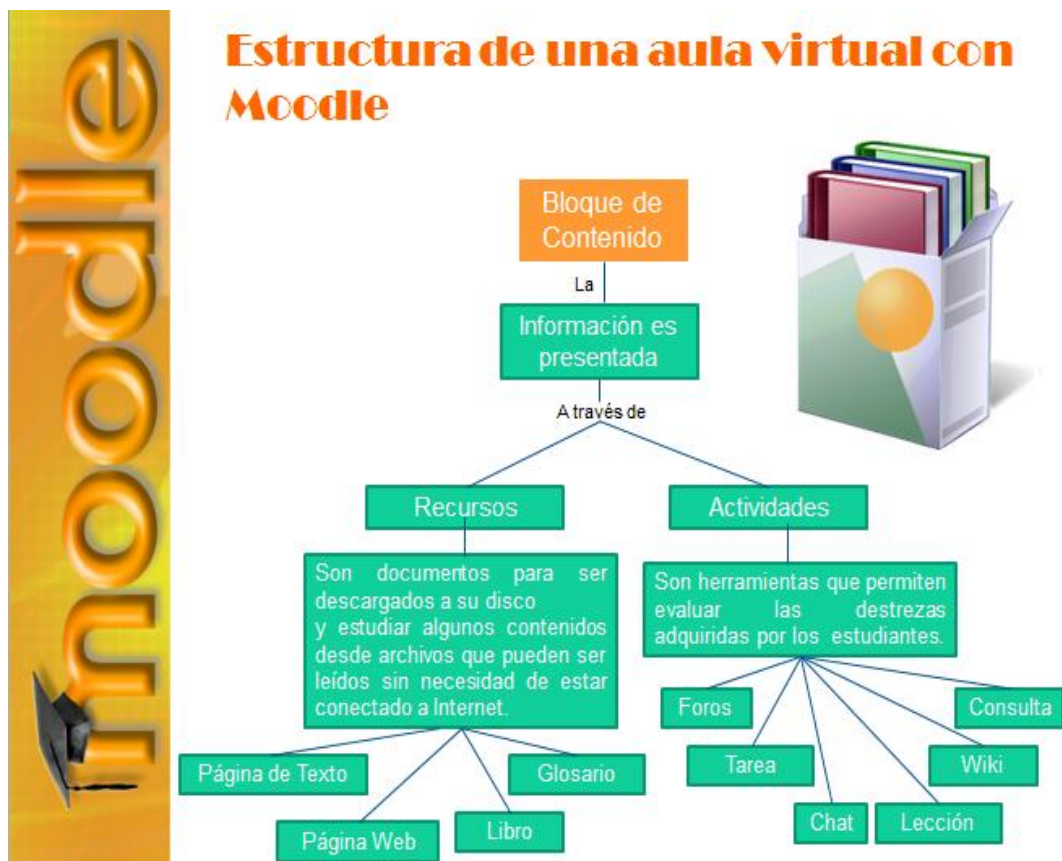 moodle
Estructura de una aula virtual con
Moodle
Bloque de
Contenido
La
Información es
presentada
A través de
Recursos
Actividades
Son documentos para ser
descargados a su disco
y estudiar algunos contenidos
desde archivos que pueden ser
leídos sin necesidad de estar
conectado a Internet.
Son herramientas que permiten
evaluar las destrezas
adquiridas por los estudiantes.
Página de Texto
Página Web
Libro
Glosario
Foros
Tarea
Chat
Lección
Wiki
Consulta